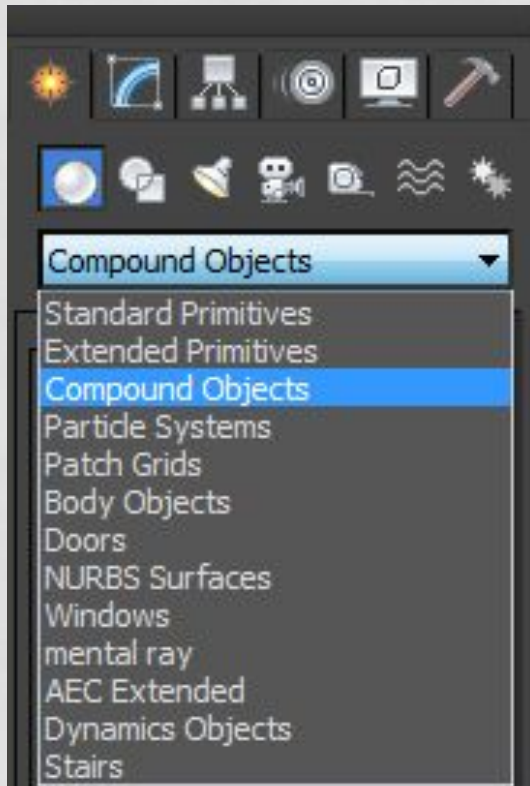 Compound Objects
Standard Primitives
Extended Primitives
Compound Objects
Particle Systems
Patch Grids
Body Objects
Doors
NURBS Surfaces
Windows
mental ray
AEC Extended
Dynamics Objects
Stairs